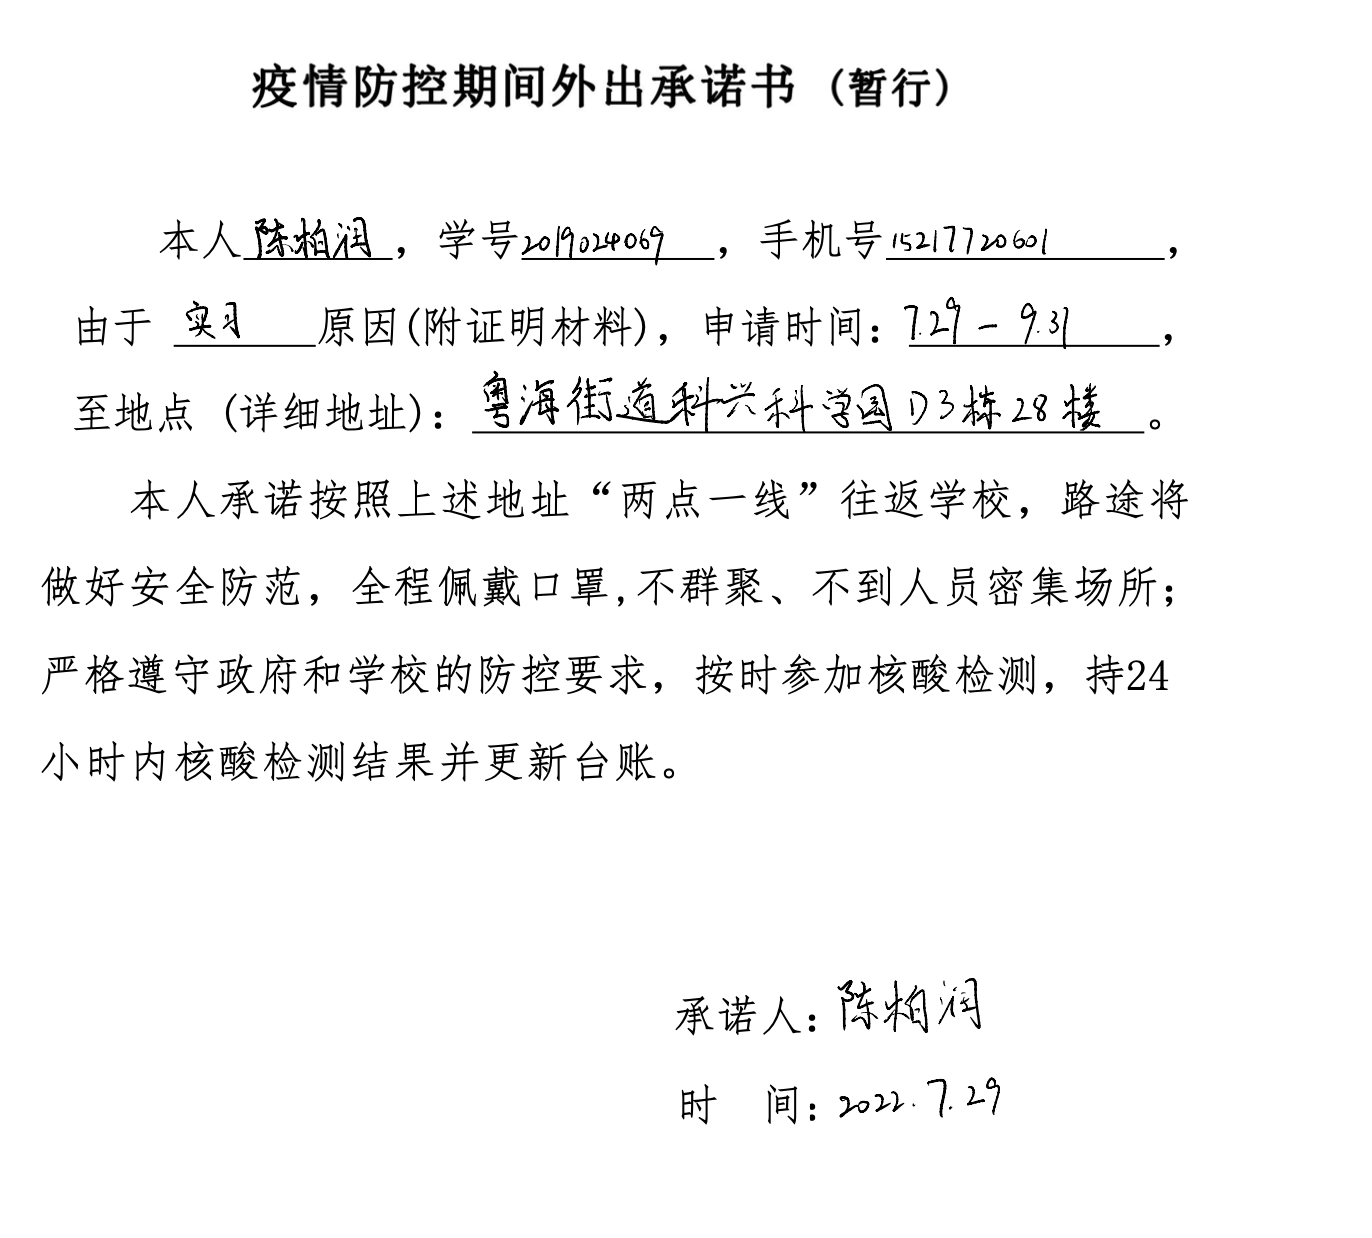 疫情防控期间外出承诺书 (暂行)
本人陈柏润，学号2019024069，手机号15217720601，
由于 实习 原因(附证明材料)，申请时间：7.29－9.31，
至地点 (详细地址)：粤海街道科兴科学园D3栋28楼。
本人承诺按照上述地址“两点一线”往返学校，路途将
做好安全防范，全程佩戴口罩,不群聚、不到人员密集场所；
严格遵守政府和学校的防控要求，按时参加核酸检测，持24
小时内核酸检测结果并更新台账。
承诺人：陈柏润
时 间：2022.7.29